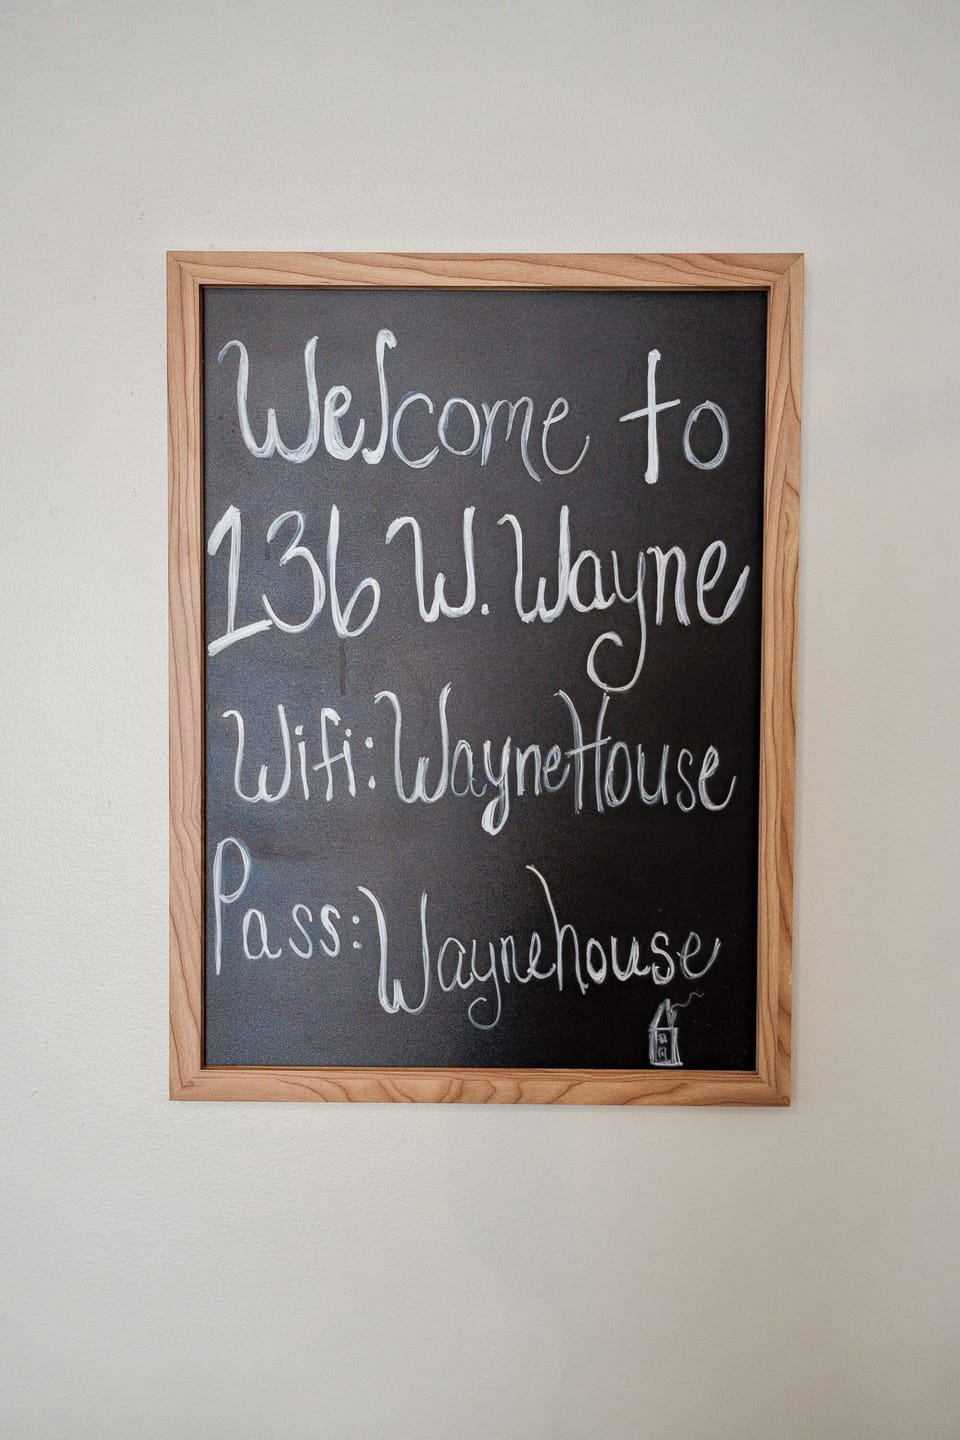 Welcome to
136 W. Wayne
Wifi: WayneHouse
Pass: Waynehouse